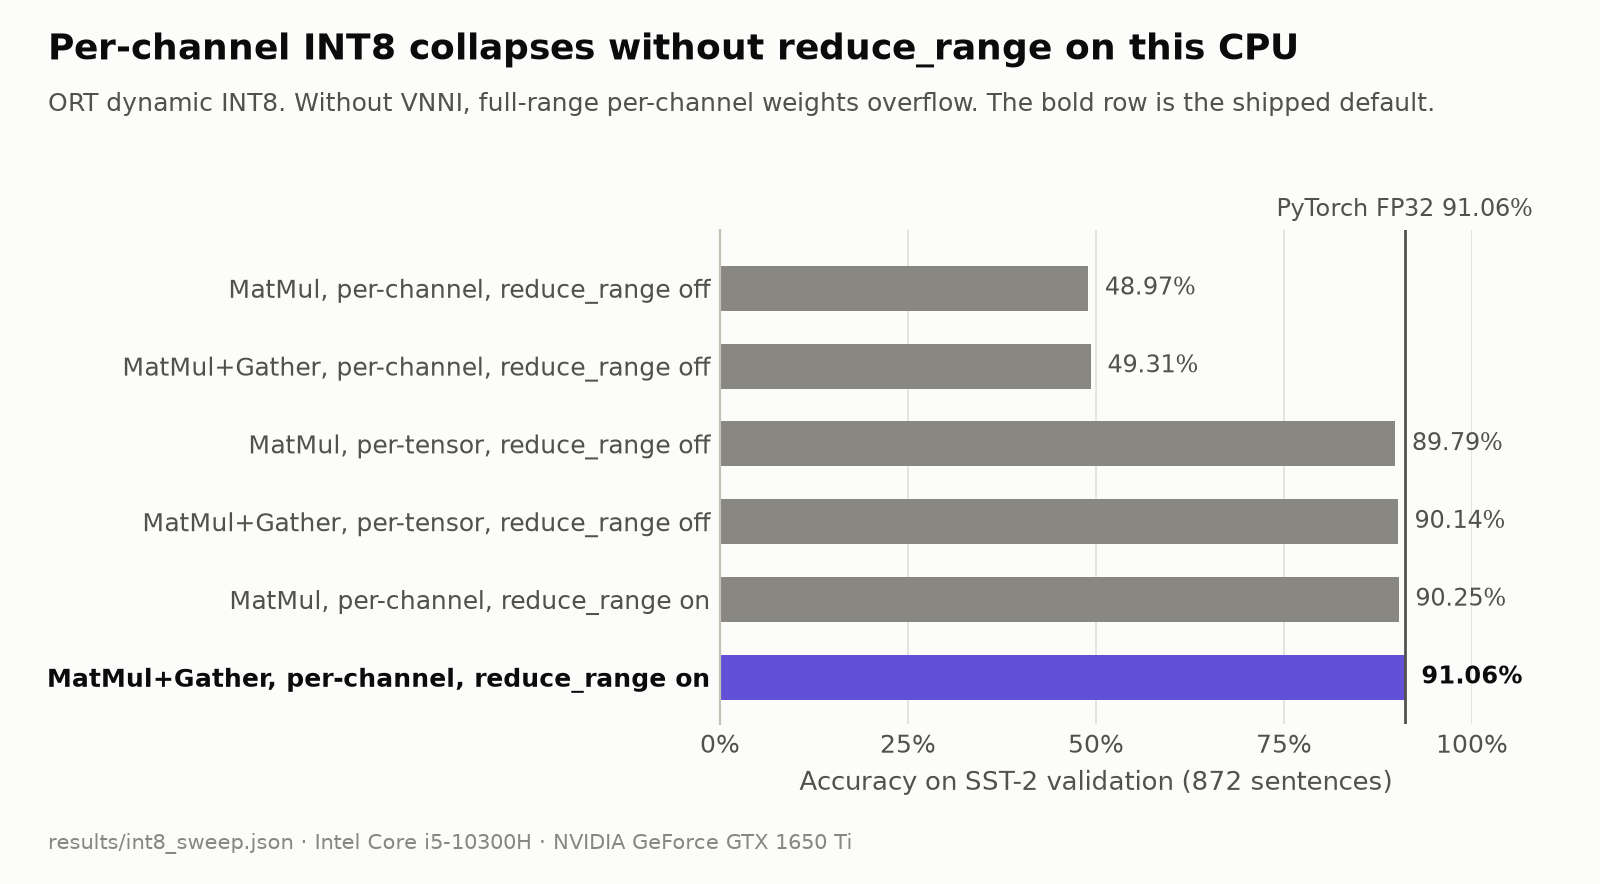 Per-channel INT8 collapses without reduce_range on this CPU
ORT dynamic INT8. Without VNNI, full-range per-channel weights overflow. The bold row is the shipped default.
PyTorch FP32 91.06%
MatMul, per-channel, reduce_range off 48.97%
MatMul+Gather, per-channel, reduce_range off 49.31%
MatMul, per-tensor, reduce_range off 89.79%
MatMul+Gather, per-tensor, reduce_range off 90.14%
MatMul, per-channel, reduce_range on 90.25%
MatMul+Gather, per-channel, reduce_range on 91.06%
0% 25% 50% 75% 100%
Accuracy on SST-2 validation (872 sentences)
results/int8_sweep.json · Intel Core i5-10300H · NVIDIA GeForce GTX 1650 Ti